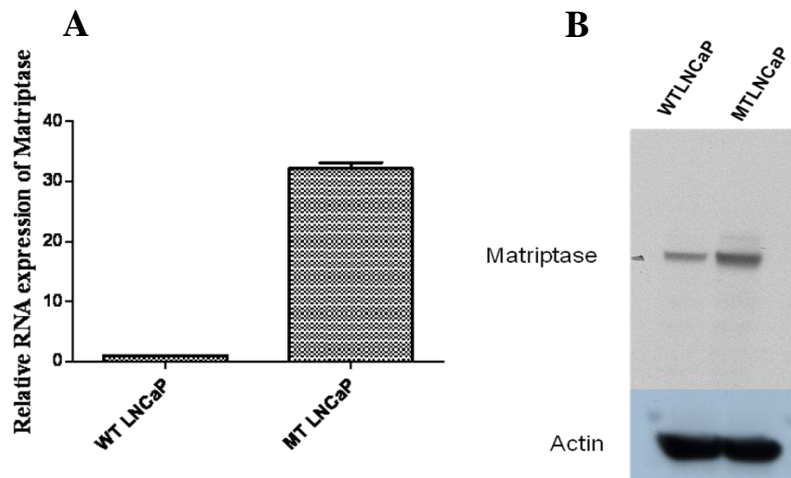 A
B
Relative RNA expression of Matriptase
40
30
20
10
0
WT LNCaP
MT LNCaP
WTLNCaP
MTLNCaP
Matriptase
Actin